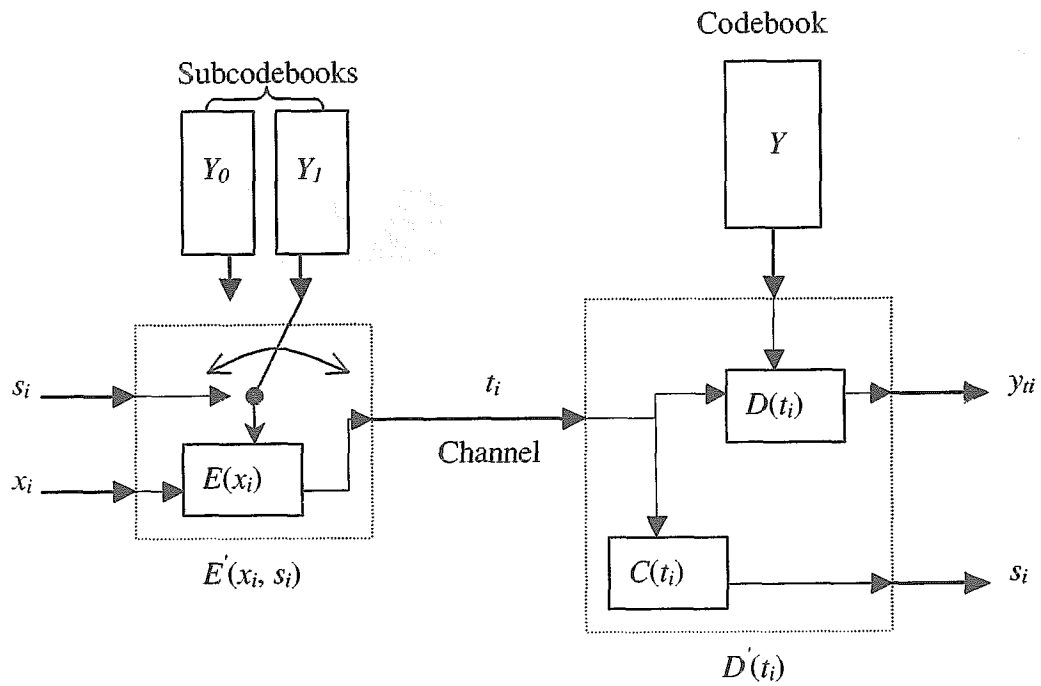 Codebook
Subcodebooks
Y0 Y1
Y
si
ti
D(ti)
yti
Channel
xi
E(xi)
C(ti)
si
E'(xi, si)
D'(ti)